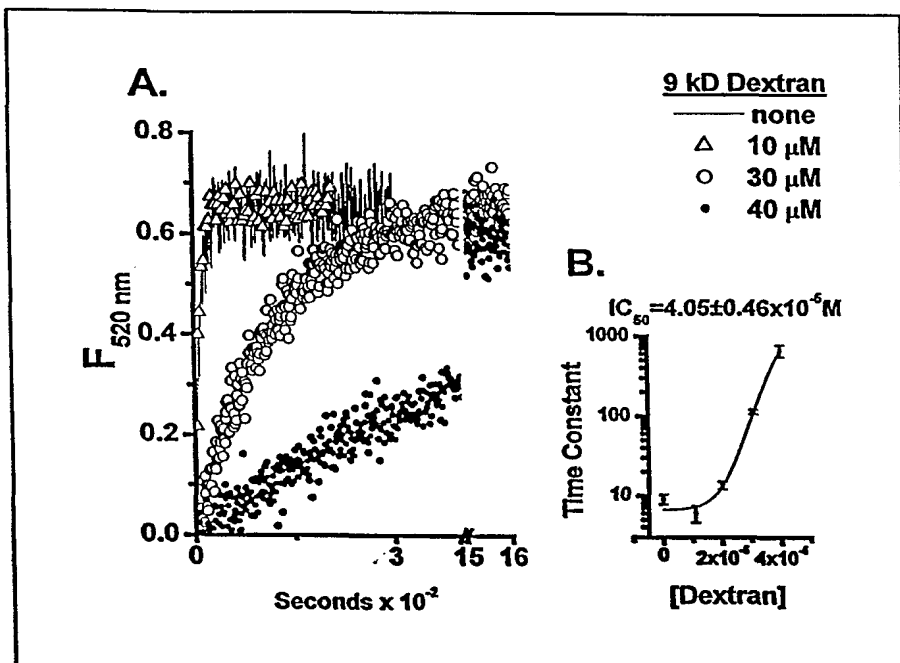 A.
9 kD Dextran
none
10 μM
30 μM
40 μM
0.8
0.6
0.4
0.2
0.0
F520 nm
0 3 15 16
Seconds x 10⁻²
B.
IC₅₀=4.05±0.46x10⁻⁵M
1000
100
10
Time Constant
0 2x10⁻⁵ 4x10⁻⁵
[Dextran]